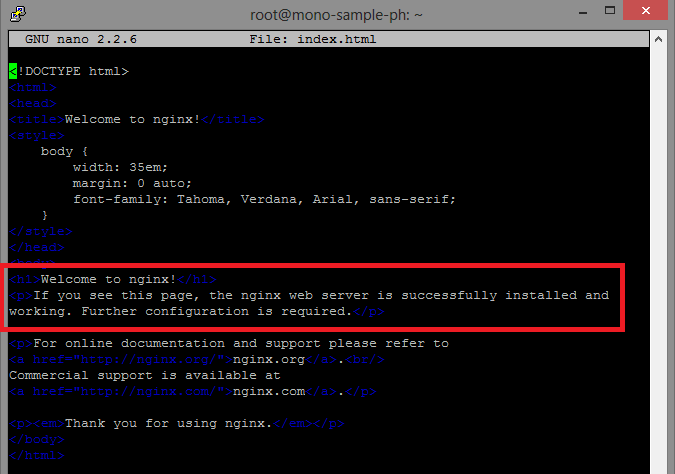 root@mono-sample-ph: ~
GNU nano 2.2.6 File: index.html
<!DOCTYPE html>
<html>
<head>
<title>Welcome to nginx!</title>
<style>
    body {
        width: 35em;
        margin: 0 auto;
        font-family: Tahoma, Verdana, Arial, sans-serif;
    }
</style>
</head>
<body>
<h1>Welcome to nginx!</h1>
<p>If you see this page, the nginx web server is successfully installed and
working. Further configuration is required.</p>
<p>For online documentation and support please refer to
<a href="http://nginx.org/">nginx.org</a>.<br/>
Commercial support is available at
<a href="http://nginx.com/">nginx.com</a>.</p>
<p><em>Thank you for using nginx.</em></p>
</body>
</html>